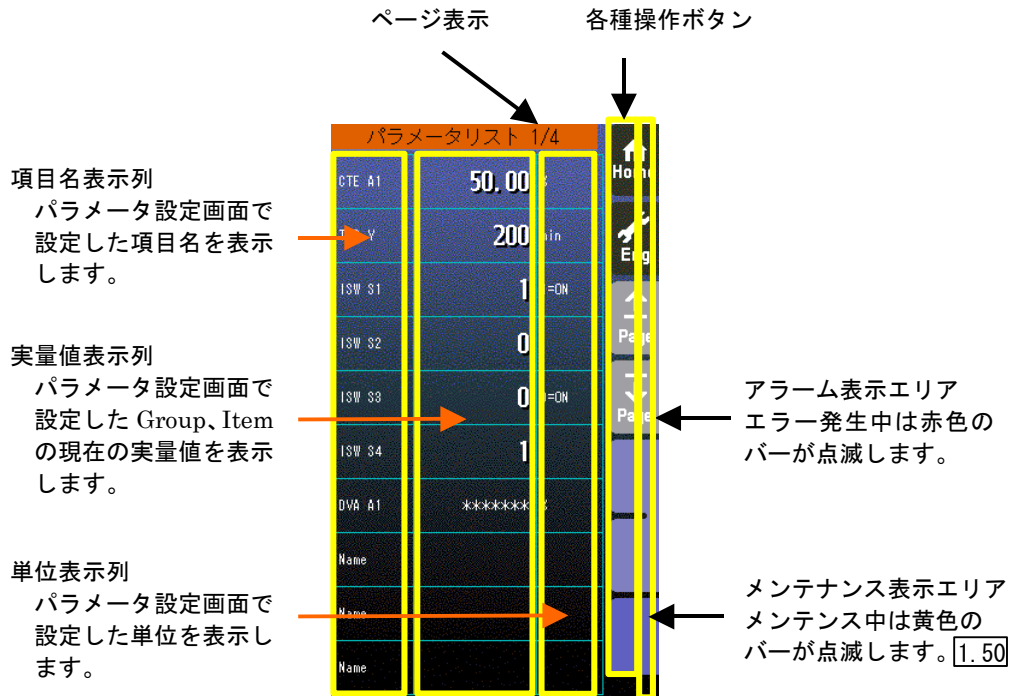 ページ表示
各種操作ボタン
項目名表示列
パラメータ設定画面で
設定した項目名を表示
します。
実量値表示列
パラメータ設定画面で
設定した Group、Item
の現在の実量値を表示
します。
単位表示列
パラメータ設定画面で
設定した単位を表示し
ます。
パラメータリスト 1/4
CTE A1 50.00 %
200
ISW S1 1 =ON
ISW S2 0
ISW S3 0 =ON
ISW S4 1
DVA A1 ******* %
Name
Name
Name
Home
Eng
Page
Page
アラーム表示エリア
エラー発生中は赤色の
バーが点滅します。
メンテナンス表示エリア
メンテンス中は黄色の
バーが点滅します。1.50